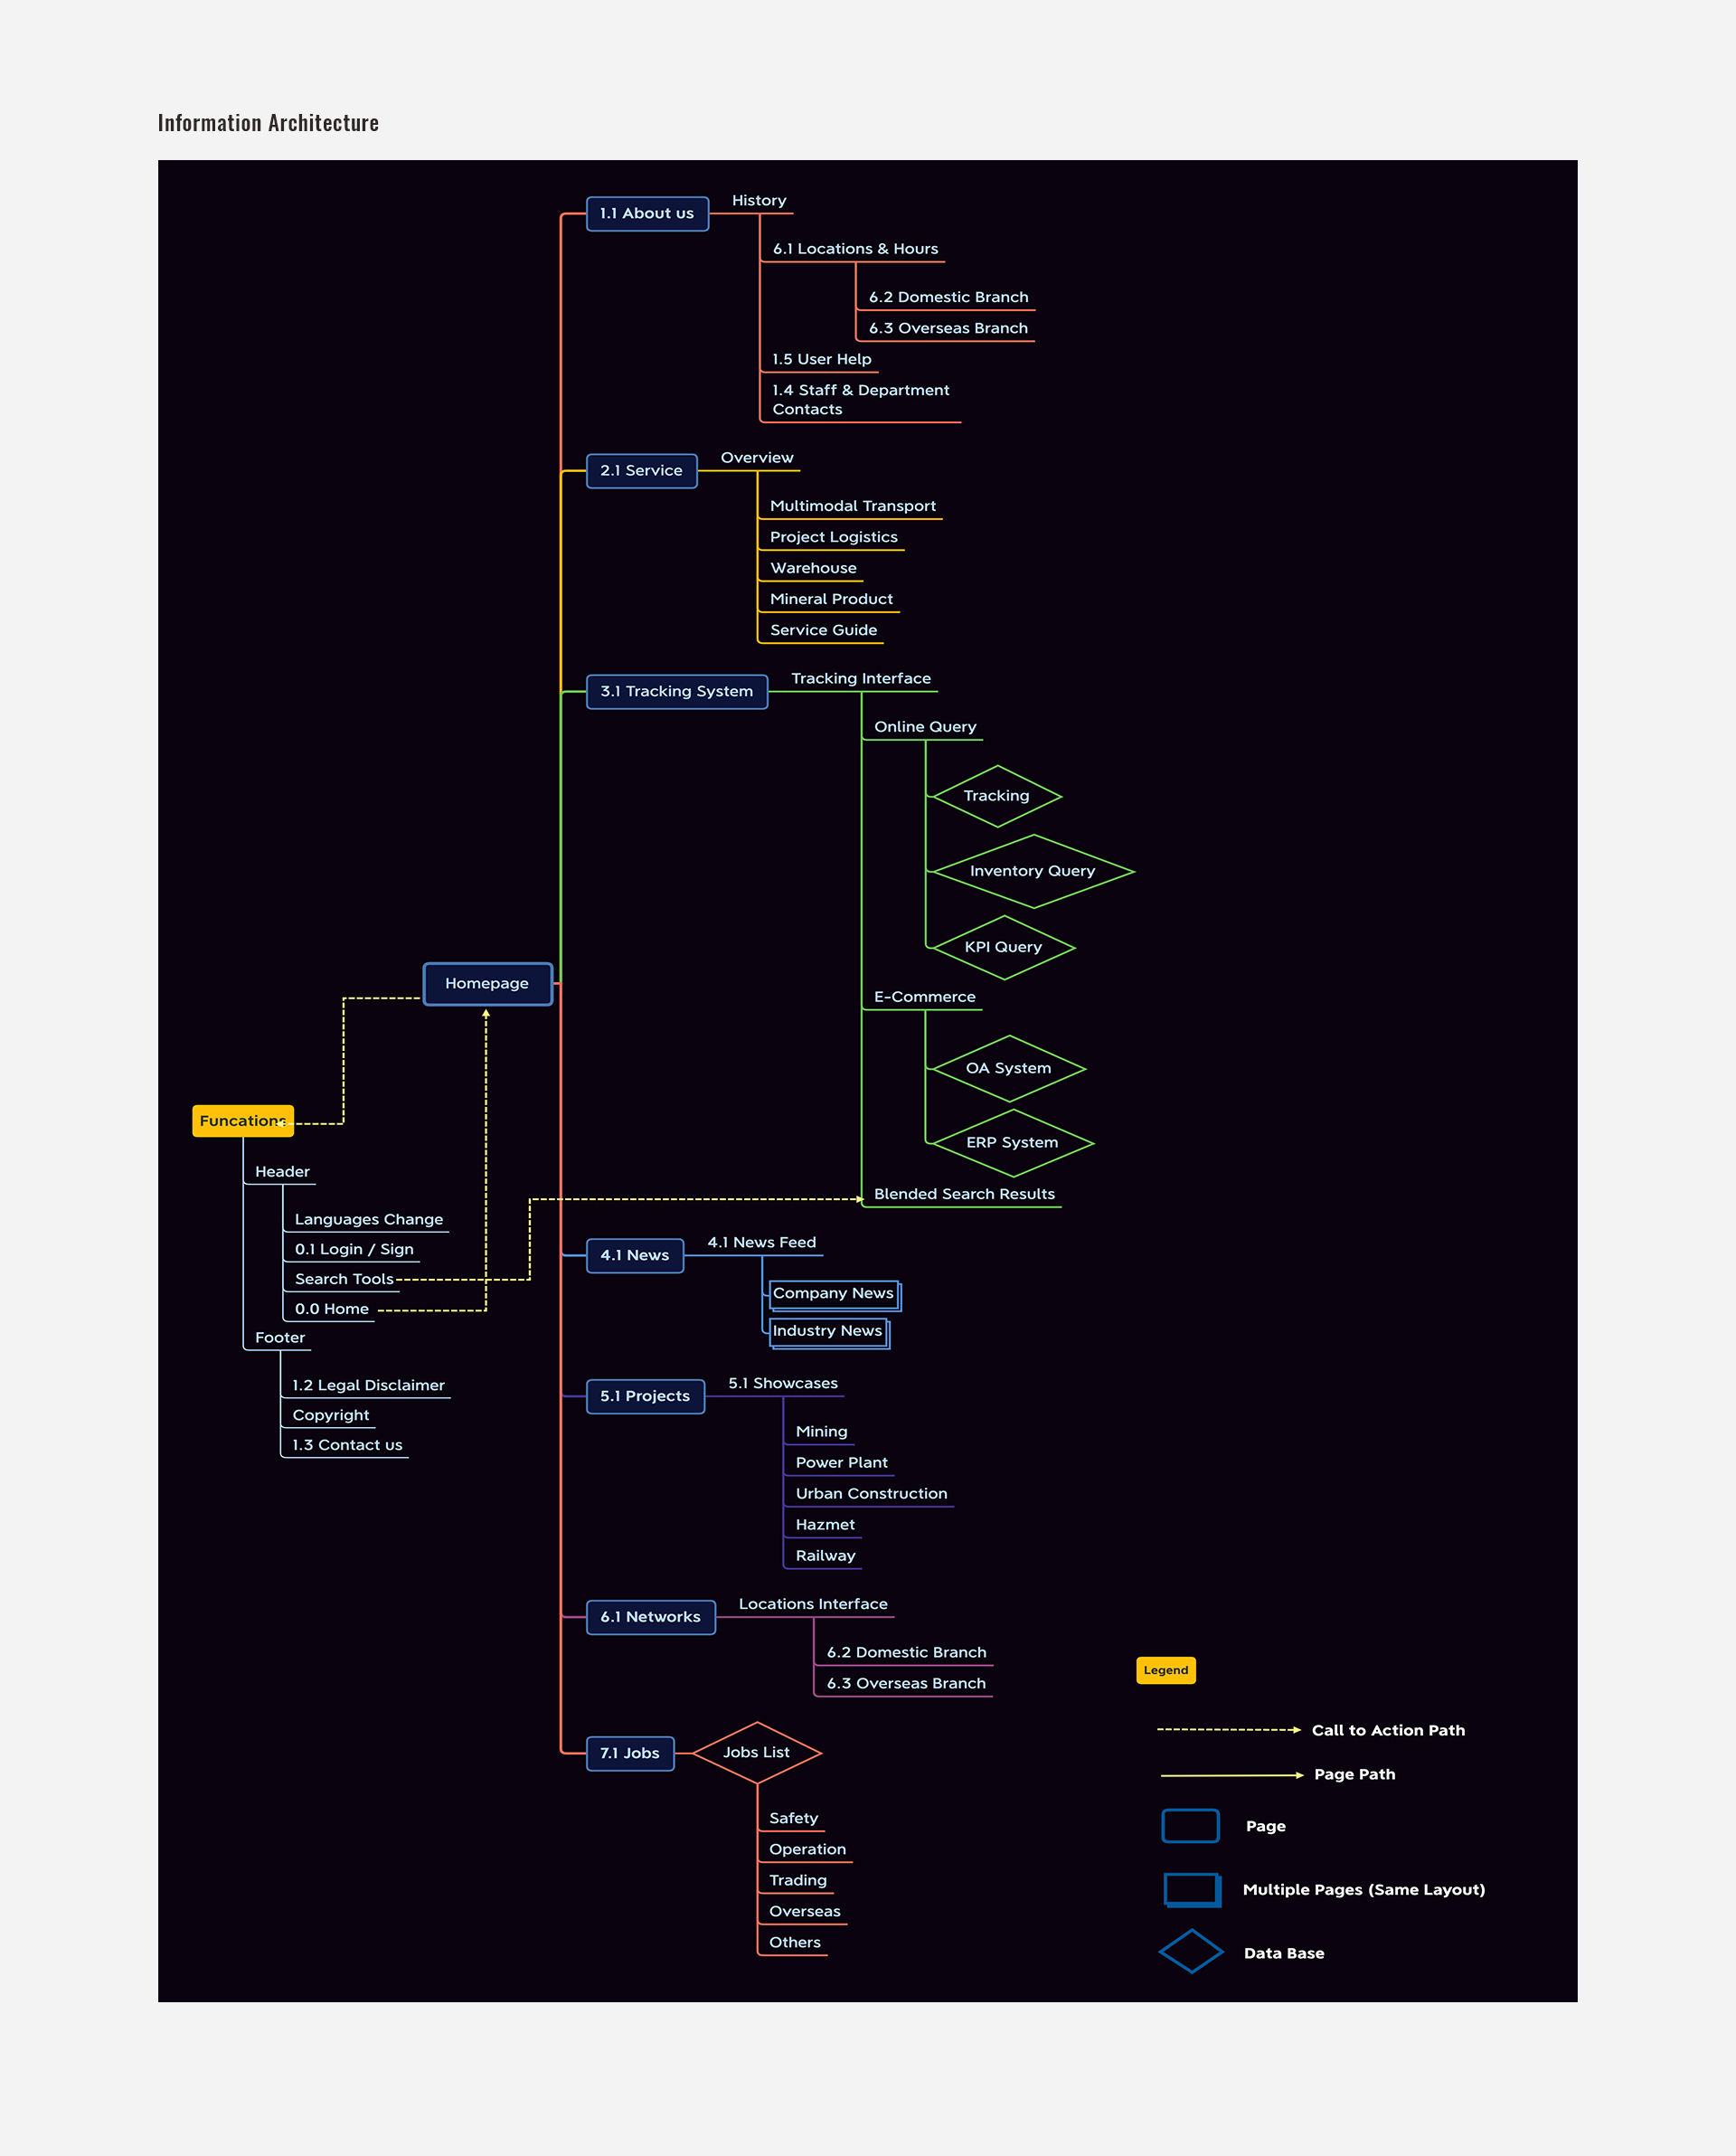 Information Architecture
1.1 About us
History
6.1 Locations & Hours
6.2 Domestic Branch
6.3 Overseas Branch
1.5 User Help
1.4 Staff & Department
Contacts
2.1 Service
Overview
Multimodal Transport
Project Logistics
Warehouse
Mineral Product
Service Guide
3.1 Tracking System
Tracking Interface
Online Query
Tracking
Inventory Query
KPI Query
E-Commerce
OA System
ERP System
Blended Search Results
Homepage
Funcations
Header
Languages Change
0.1 Login / Sign
Search Tools
0.0 Home
Footer
1.2 Legal Disclaimer
Copyright
1.3 Contact us
4.1 News
4.1 News Feed
Company News
Industry News
5.1 Projects
5.1 Showcases
Mining
Power Plant
Urban Construction
Hazmet
Railway
6.1 Networks
Locations Interface
6.2 Domestic Branch
6.3 Overseas Branch
7.1 Jobs
Jobs List
Safety
Operation
Trading
Overseas
Others
Legend
Call to Action Path
Page Path
Page
Multiple Pages (Same Layout)
Data Base